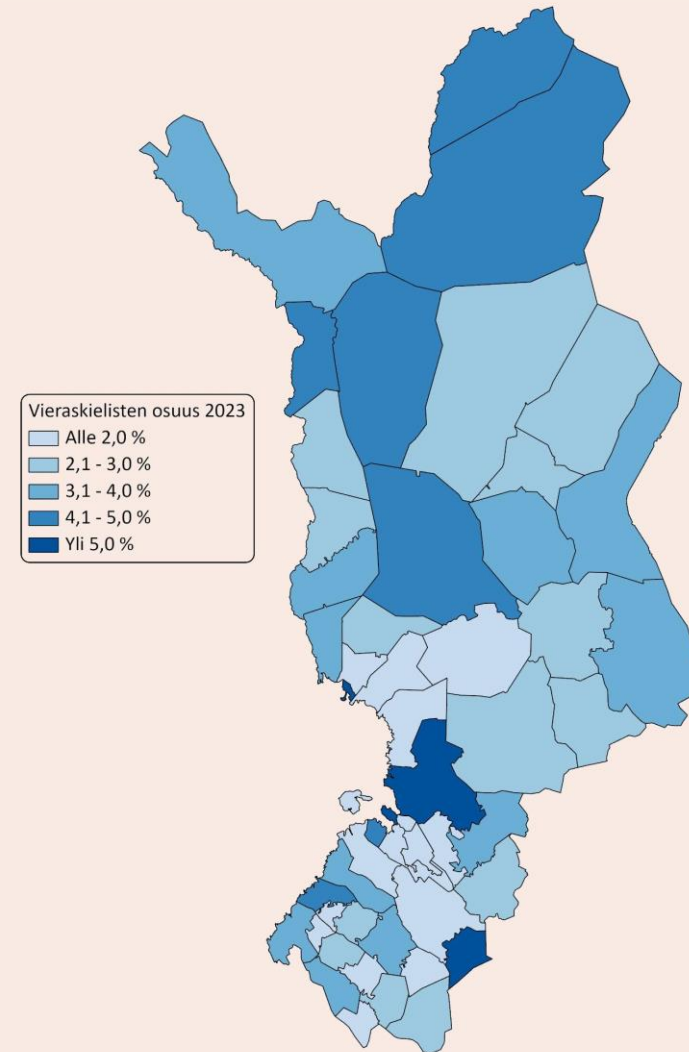 Vieraskielisten osuus 2023
Alle 2,0 %
2,1 - 3,0 %
3,1 - 4,0 %
4,1 - 5,0 %
Yli 5,0 %